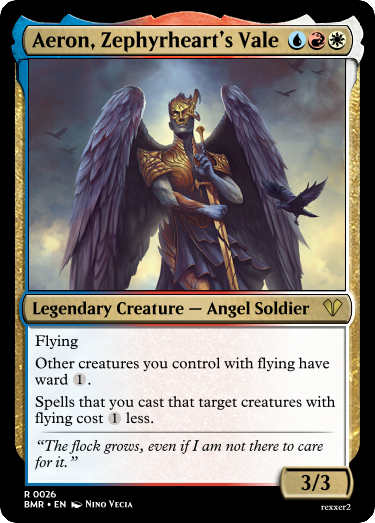 Aeron, Zephyrheart's Vale
Legendary Creature — Angel Soldier
Flying
Other creatures you control with flying have
ward 1.
Spells that you cast that target creatures with
flying cost 1 less.
“The flock grows, even if I am not there to care
for it.”
3/3
R 0026
BMR • EN Nino Vecia
rexxer2